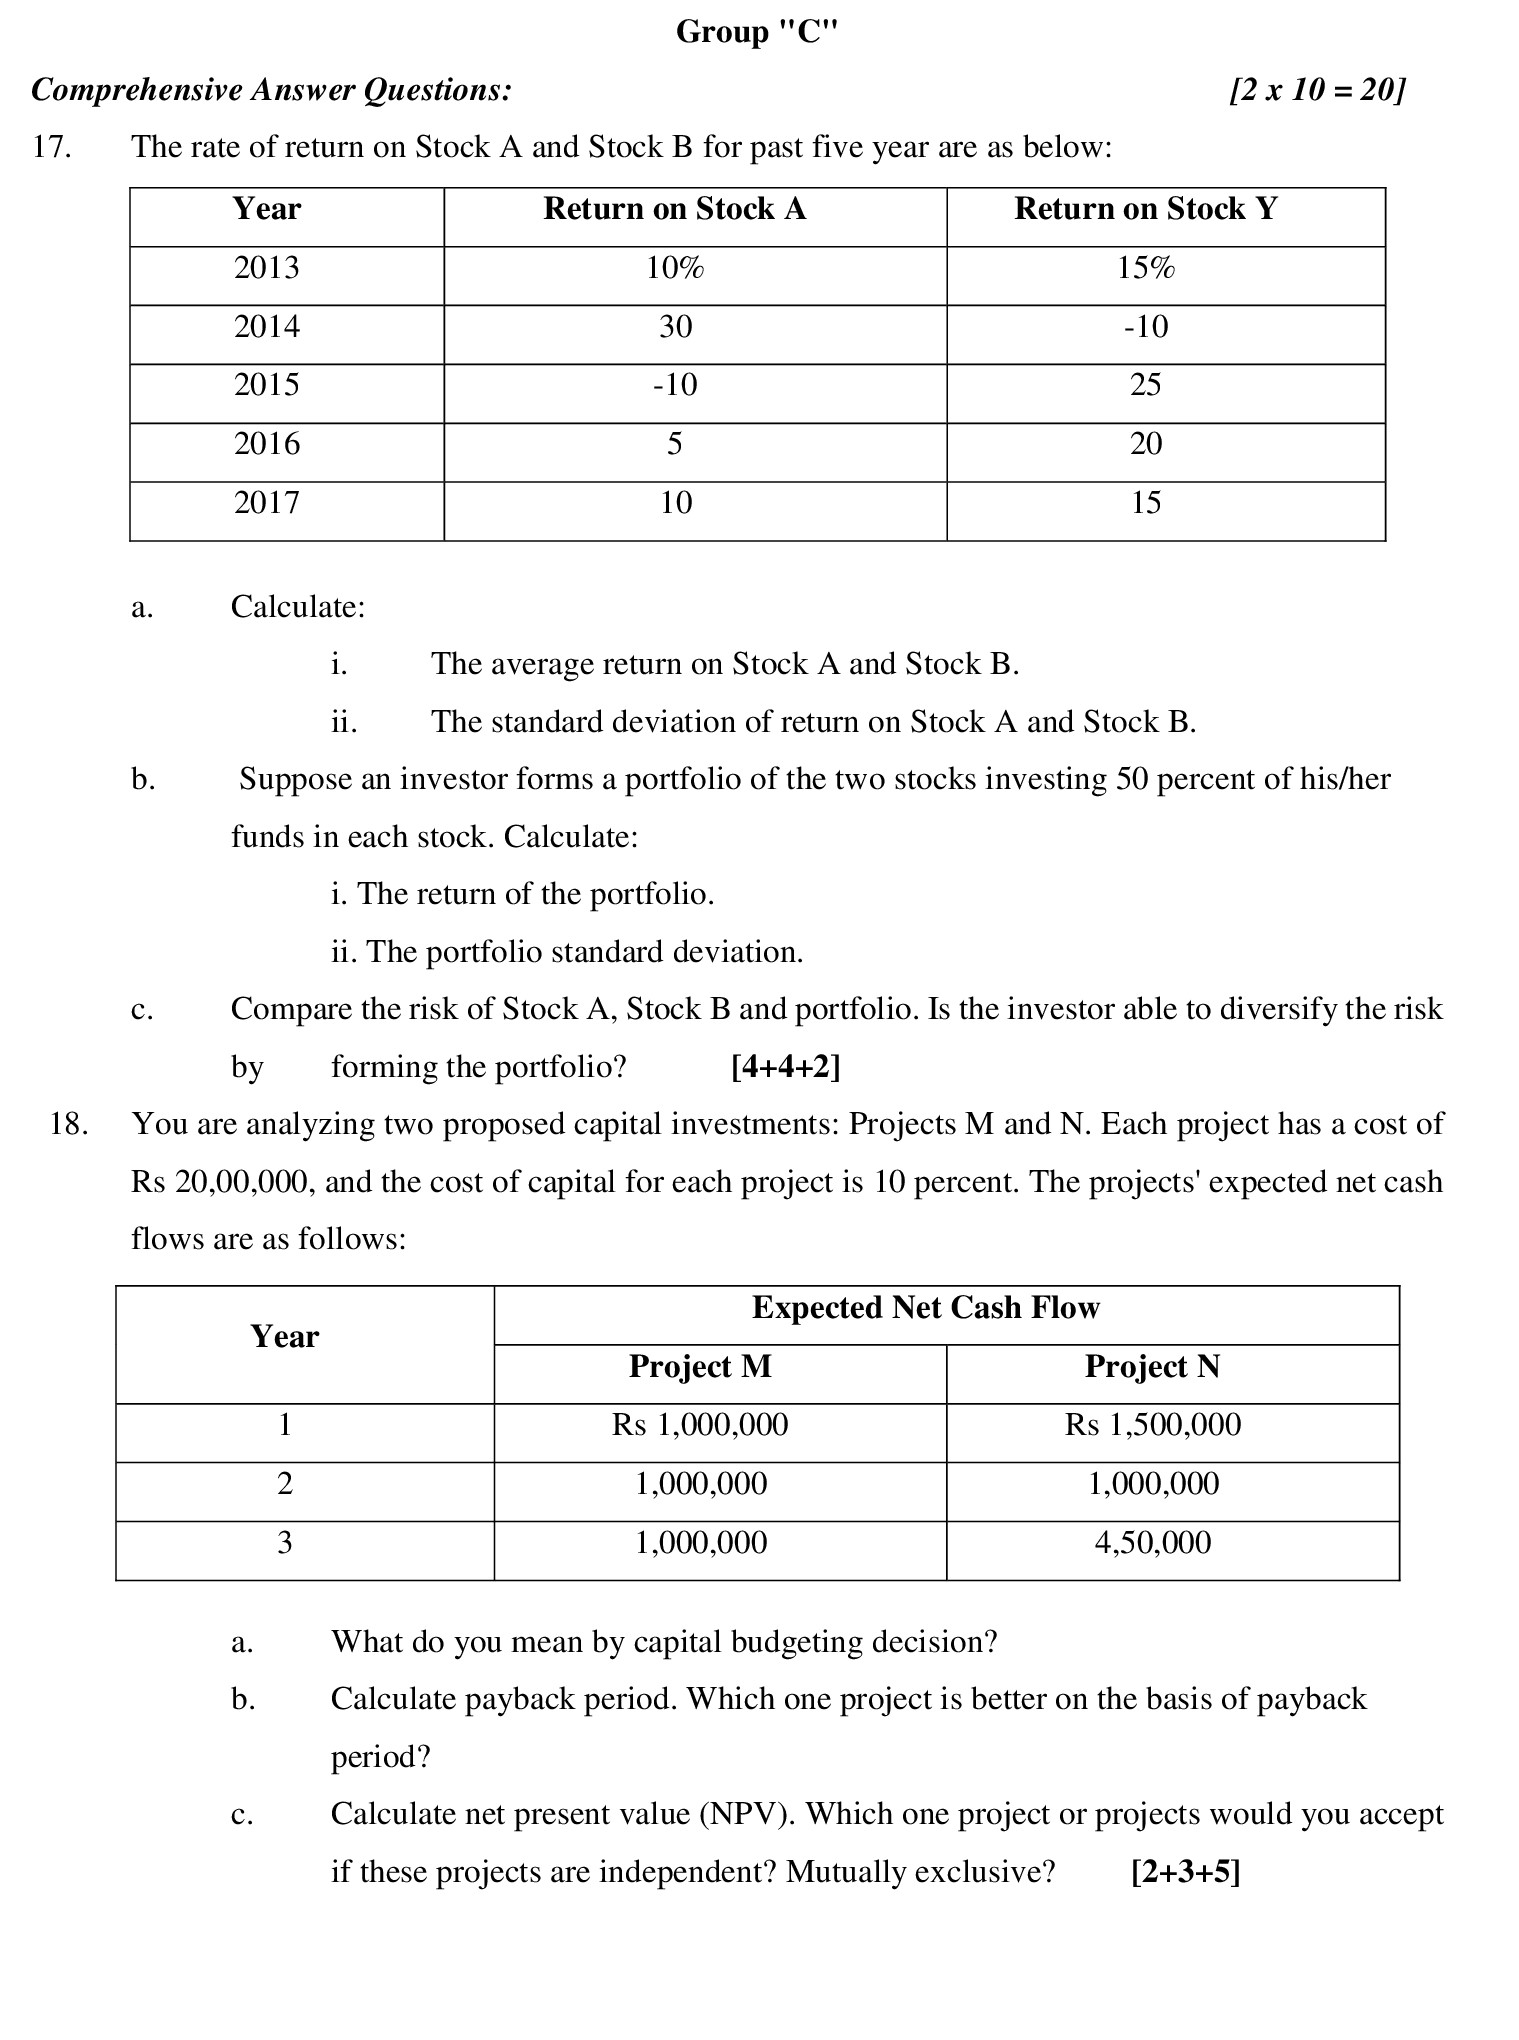 Group "C"
Comprehensive Answer Questions: [2 x 10 = 20]
17. The rate of return on Stock A and Stock B for past five year are as below:
Year Return on Stock A Return on Stock Y
2013 10% 15%
2014 30 -10
2015 -10 25
2016 5 20
2017 10 15
a. Calculate:
i. The average return on Stock A and Stock B.
ii. The standard deviation of return on Stock A and Stock B.
b. Suppose an investor forms a portfolio of the two stocks investing 50 percent of his/her
funds in each stock. Calculate:
i. The return of the portfolio.
ii. The portfolio standard deviation.
c. Compare the risk of Stock A, Stock B and portfolio. Is the investor able to diversify the risk
by forming the portfolio? [4+4+2]
18. You are analyzing two proposed capital investments: Projects M and N. Each project has a cost of
Rs 20,00,000, and the cost of capital for each project is 10 percent. The projects' expected net cash
flows are as follows:
Year Expected Net Cash Flow
Project M Project N
1 Rs 1,000,000 Rs 1,500,000
2 1,000,000 1,000,000
3 1,000,000 4,50,000
a. What do you mean by capital budgeting decision?
b. Calculate payback period. Which one project is better on the basis of payback
period?
c. Calculate net present value (NPV). Which one project or projects would you accept
if these projects are independent? Mutually exclusive? [2+3+5]